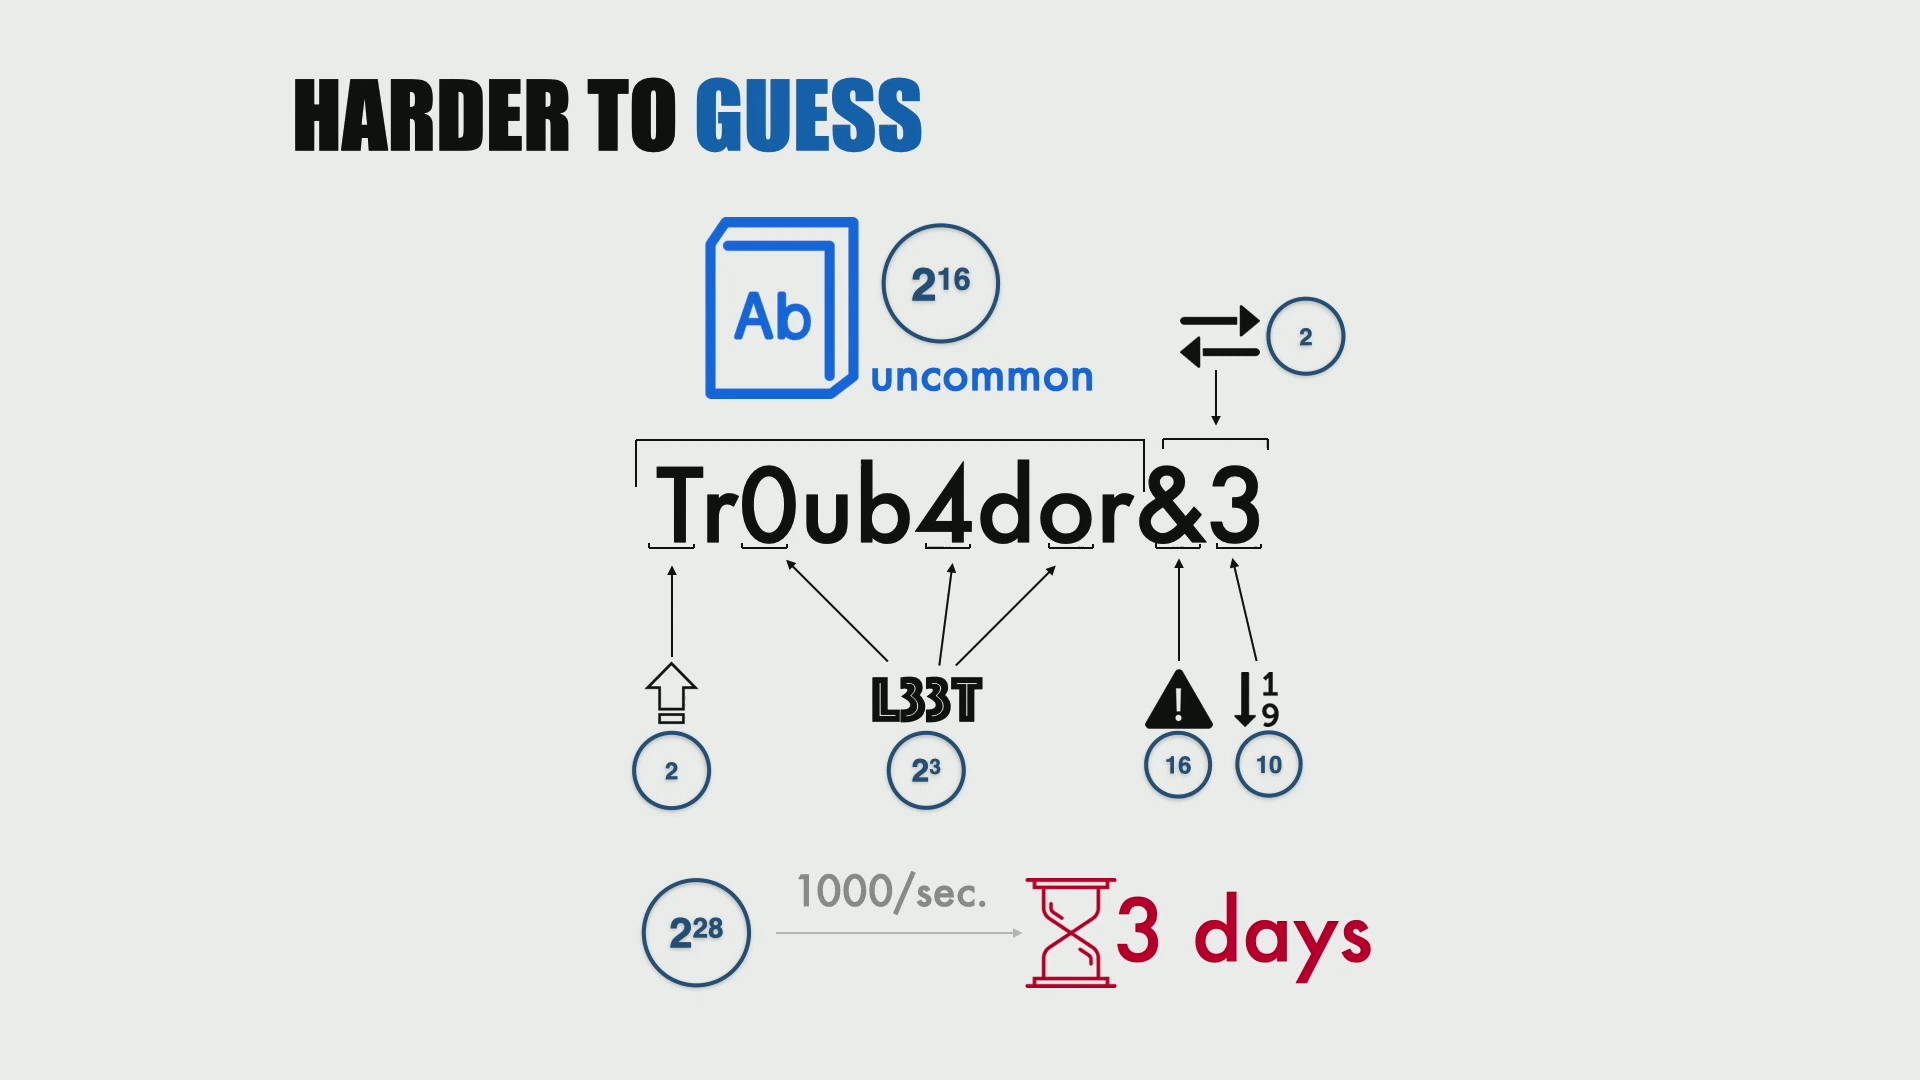 HARDER TO GUESS
Ab
2¹⁶
uncommon
2
Tr0ub4dor&3
L33T
1
9
2
2³
16
10
2²⁸
1000/sec.
3 days